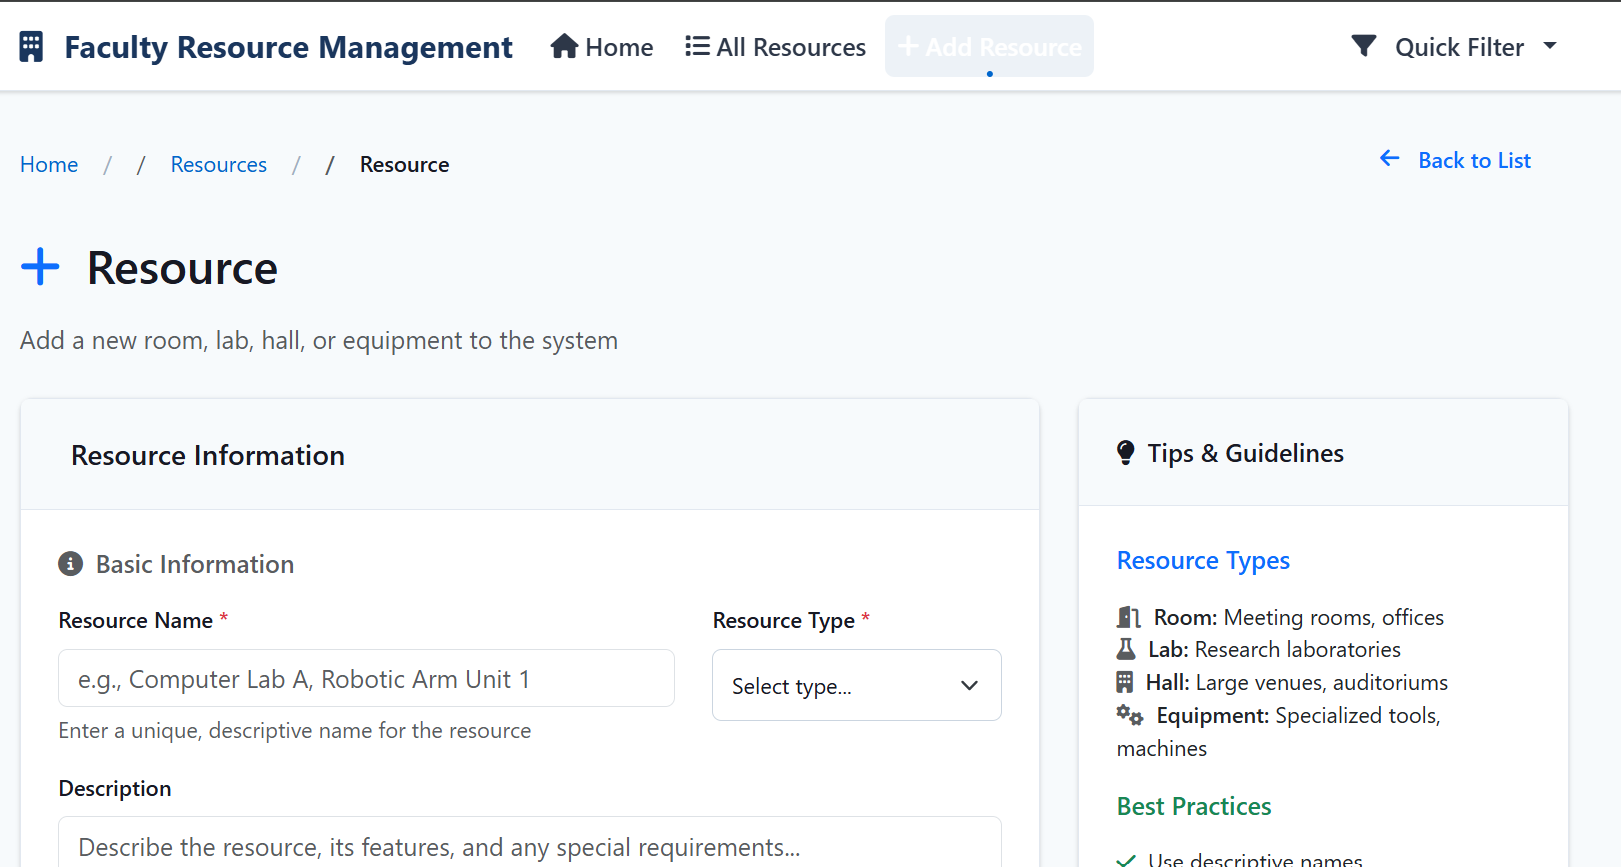 Faculty Resource Management Home All Resources Add Resource Quick Filter
Home / / Resources / / Resource
Back to List
Resource
Add a new room, lab, hall, or equipment to the system
Resource Information
Basic Information
Resource Name *
Resource Type *
e.g., Computer Lab A, Robotic Arm Unit 1
Select type...
Enter a unique, descriptive name for the resource
Description
Describe the resource, its features, and any special requirements...
Tips & Guidelines
Resource Types
Room: Meeting rooms, offices
Lab: Research laboratories
Hall: Large venues, auditoriums
Equipment: Specialized tools,
machines
Best Practices
Use descriptive names